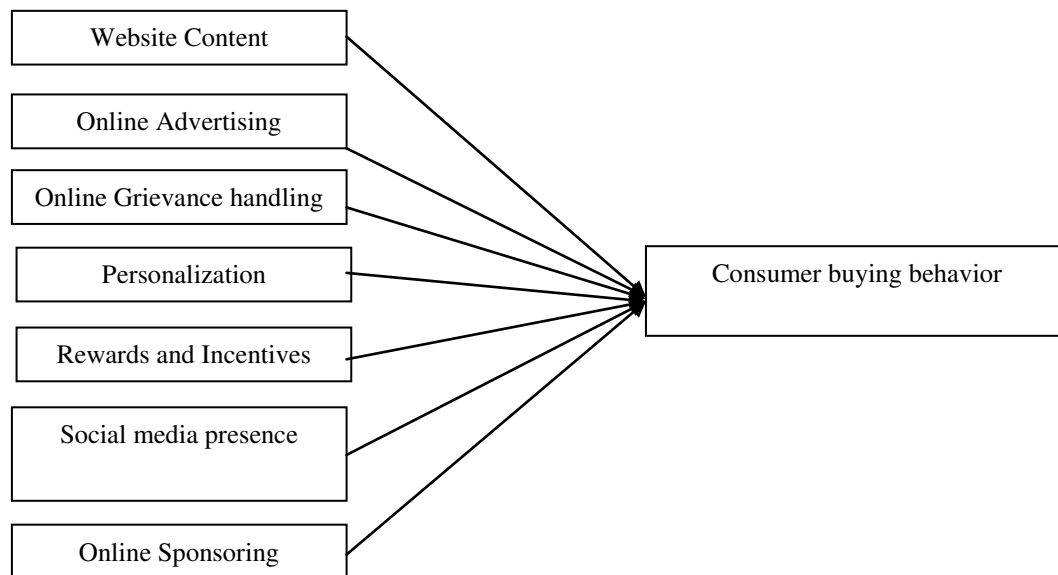 Website Content
Online Advertising
Online Grievance handling
Personalization
Rewards and Incentives
Social media presence
Online Sponsoring
Consumer buying behavior